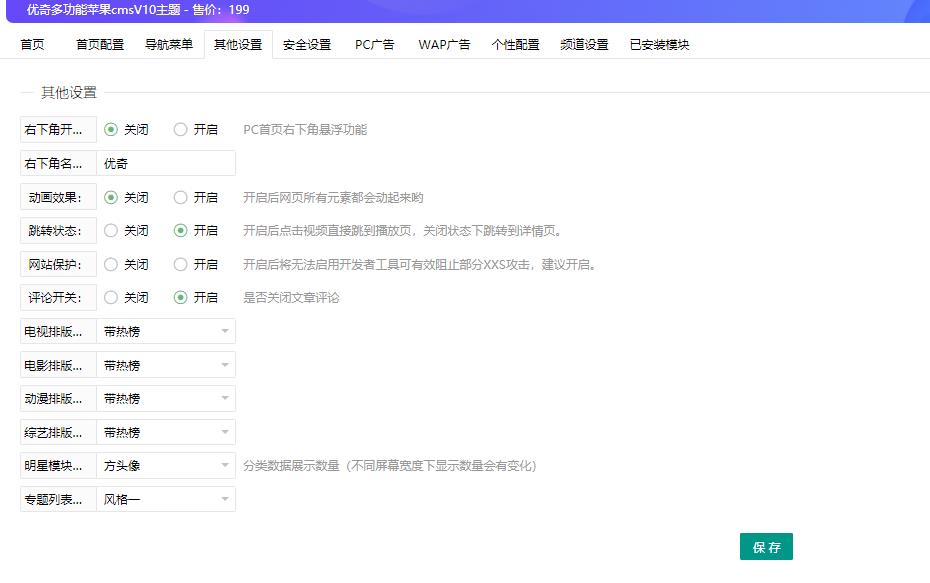 优奇多功能苹果cmsV10主题 - 售价：199
首页 首页配置 导航菜单 其他设置 安全设置 PC广告 WAP广告 个性配置 频道设置 已安装模块
其他设置
右下角开... 关闭 开启 PC首页右下角悬浮功能
右下角名... 优奇
动画效果： 关闭 开启 开启后网页所有元素都会动起来哟
跳转状态： 关闭 开启 开启后点击视频直接跳到播放页，关闭状态下跳转到详情页。
网站保护： 关闭 开启 开启后将无法启用开发者工具可有效阻止部分XXS攻击，建议开启。
评论开关： 关闭 开启 是否关闭文章评论
电视排版... 带热榜
电影排版... 带热榜
动漫排版... 带热榜
综艺排版... 带热榜
明星模块... 方头像 分类数据展示数量（不同屏幕宽度下显示数量会有变化）
专题列表... 风格一
保 存